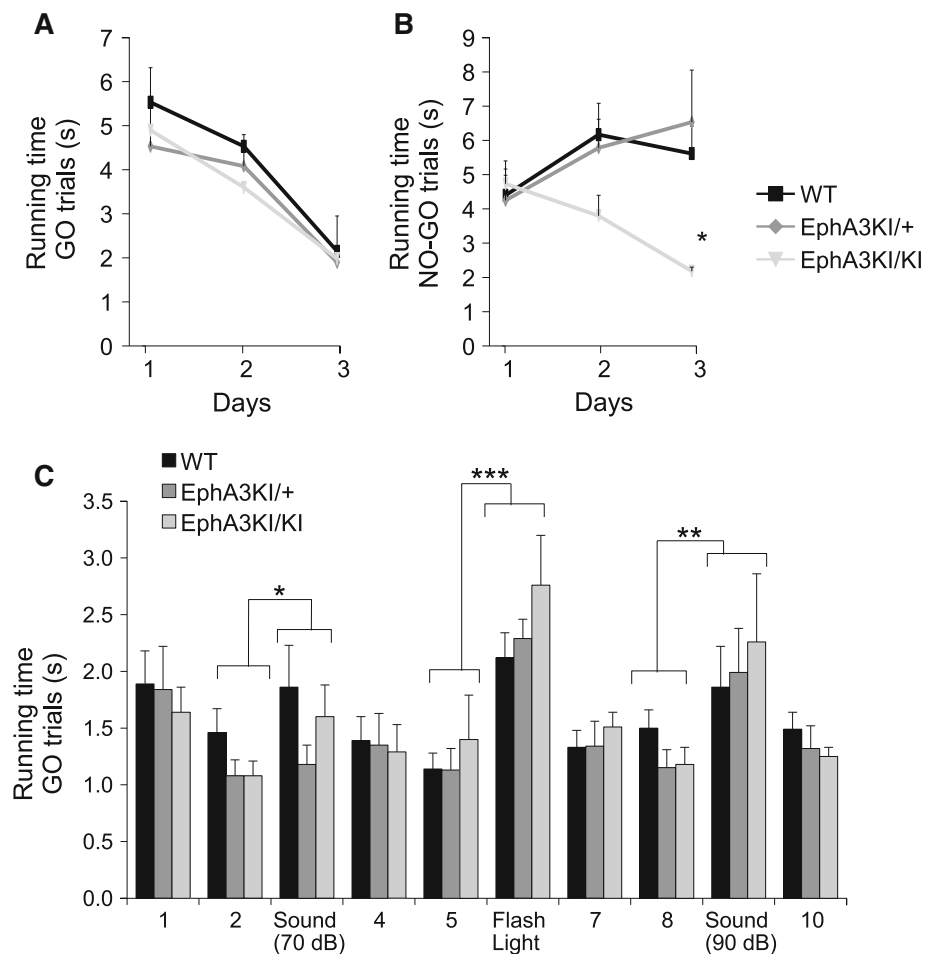 A
Running time
GO trials (s)
7
6
5
4
3
2
1
0
1 2 3
Days
B
Running time
NO-GO trials (s)
9
8
7
6
5
4
3
2
1
0
*
1 2 3
Days
WT
EphA3KI/+
EphA3KI/KI
C
WT
EphA3KI/+
EphA3KI/KI
Running time
GO trials (s)
3.5
3.0
2.5
2.0
1.5
1.0
0.5
0.0
*
***
**
1 2 Sound 4 5 Flash 7 8 Sound 10
(70 dB) Light (90 dB)